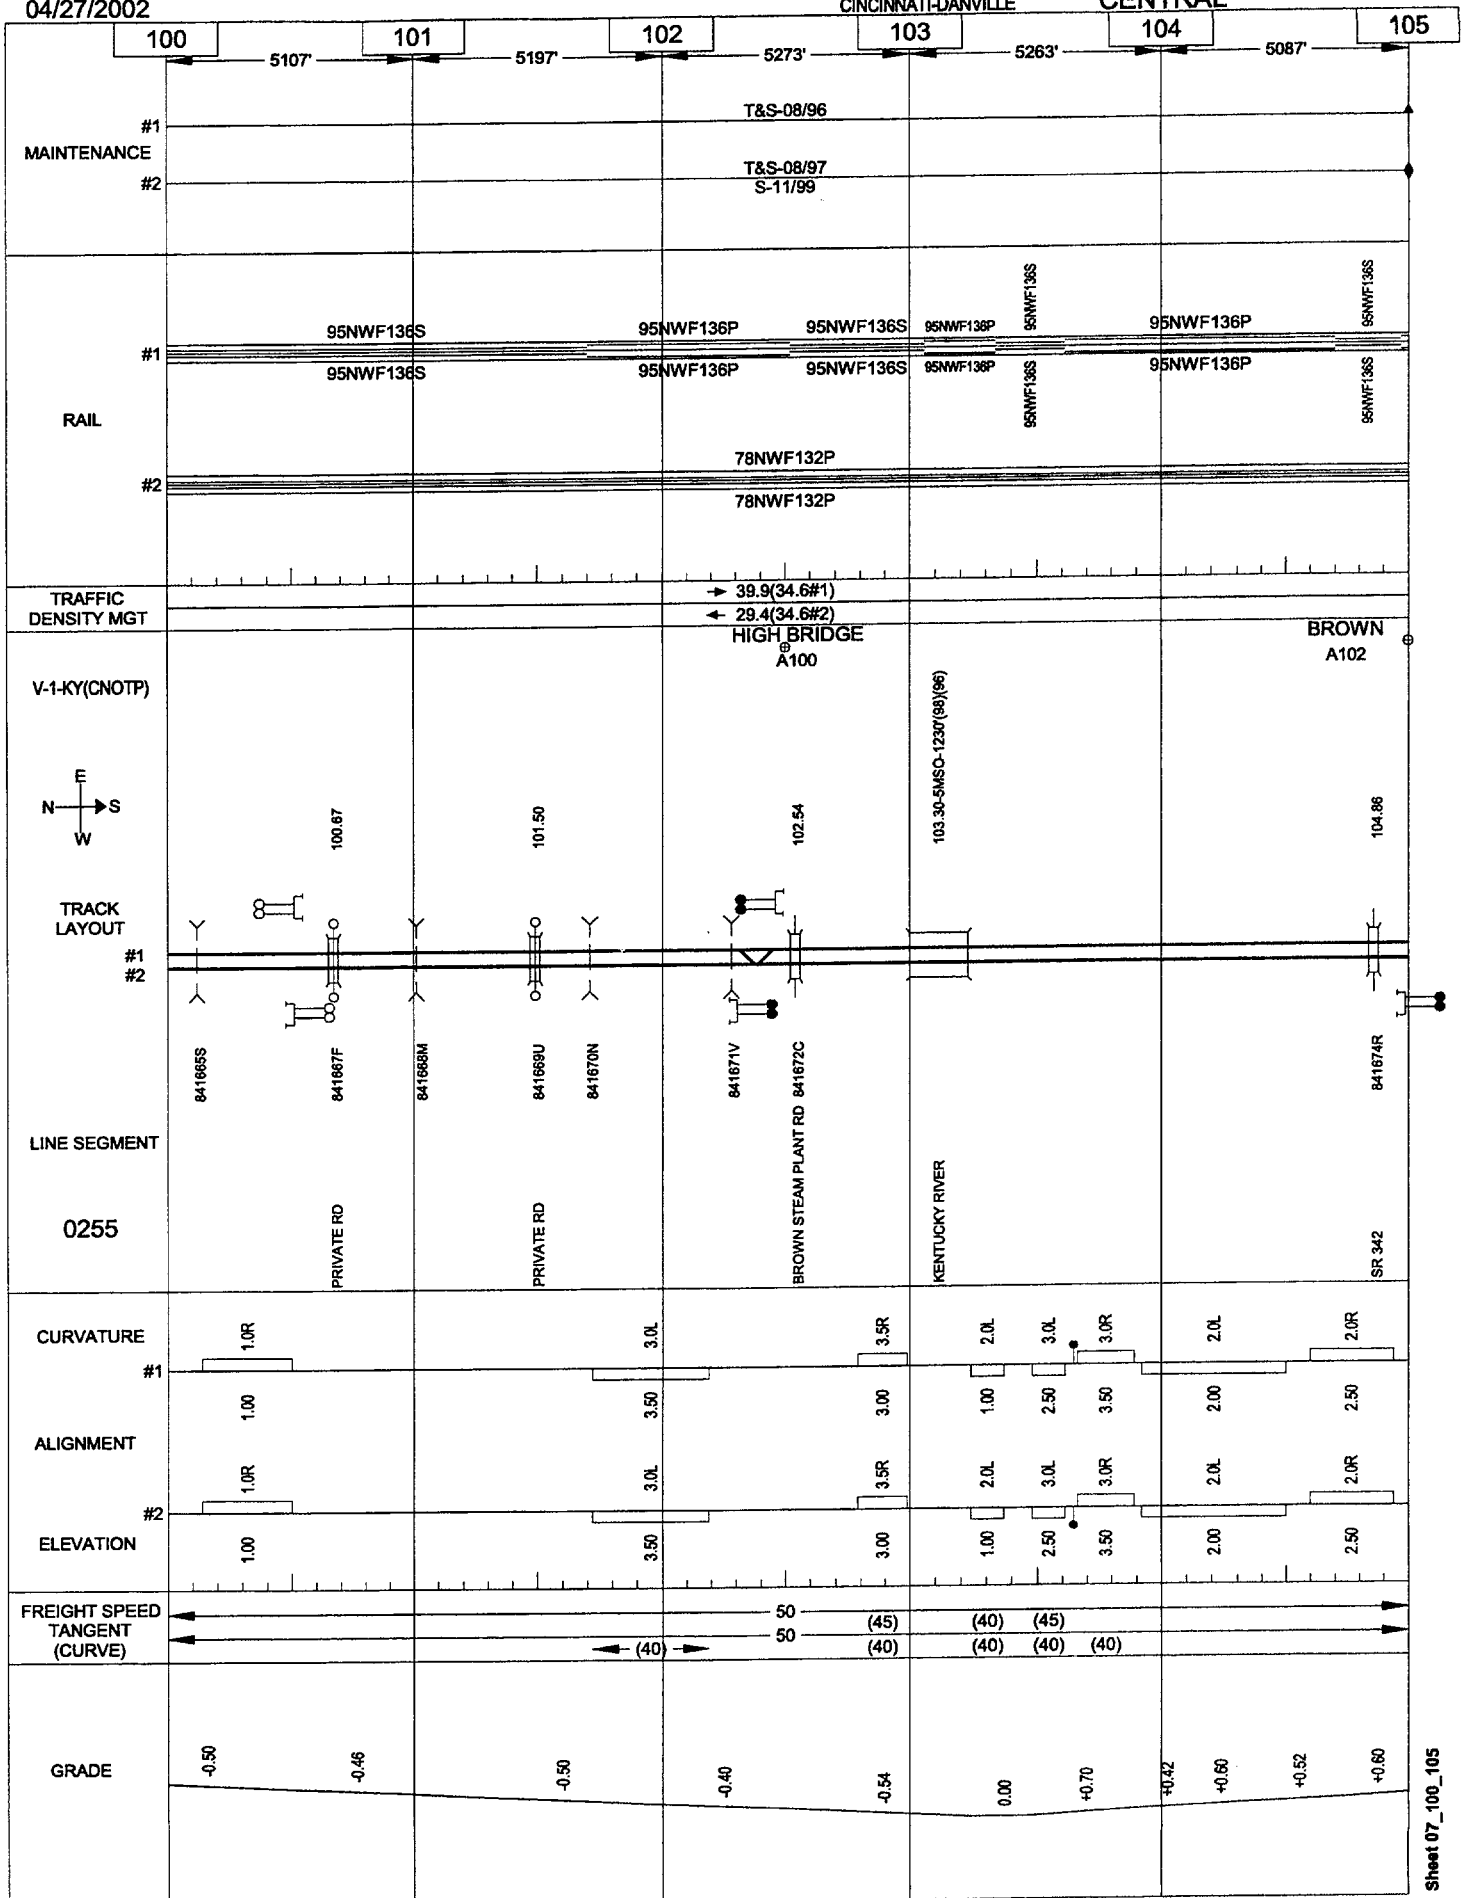 04/27/2002 CINCINNATI-DANVILLE CENTRAL
100 101 102 103 104 105
5107' 5197' 5273' 5263' 5087'
T&S-08/96
#1
MAINTENANCE
T&S-08/97
#2
S-11/99
95NWF136S 95NWF136S
95NWF136S 95NWF136P 95NWF136S 95NWF136P 95NWF136P
#1
95NWF136S 95NWF136P 95NWF136S 95NWF136P 95NWF136P
95NWF136S 95NWF136S
RAIL
78NWF132P
#2
78NWF132P
TRAFFIC
DENSITY MGT
39.9(34.6#1)
29.4(34.6#2)
HIGH BRIDGE BROWN
A100 A102
V-1-KY(CNOTP)
103.30-5MSO-1230'(98)(96)
E
N S
W
100.67 101.50 102.54 104.86
TRACK
LAYOUT
#1
#2
841665S 841667F 841668M 841669U 841670N 841671V 841672C 841674R
LINE SEGMENT
0255
PRIVATE RD PRIVATE RD BROWN STEAM PLANT RD KENTUCKY RIVER SR 342
CURVATURE
1.0R 3.0L 3.5R 2.0L 3.0L 3.0R 2.0L 2.0R
#1
1.00 3.50 3.00 1.00 2.50 3.50 2.00 2.50
ALIGNMENT
1.0R 3.0L 3.5R 2.0L 3.0L 3.0R 2.0L 2.0R
#2
ELEVATION
1.00 3.50 3.00 1.00 2.50 3.50 2.00 2.50
FREIGHT SPEED
TANGENT
(CURVE)
50
(45) (40) (45)
50
(40) (40) (40) (40) (40)
GRADE
-0.50 -0.46 -0.50 -0.40 -0.54 0.00 +0.70 +0.42 +0.60 +0.52 +0.60
Sheet 07_100_105